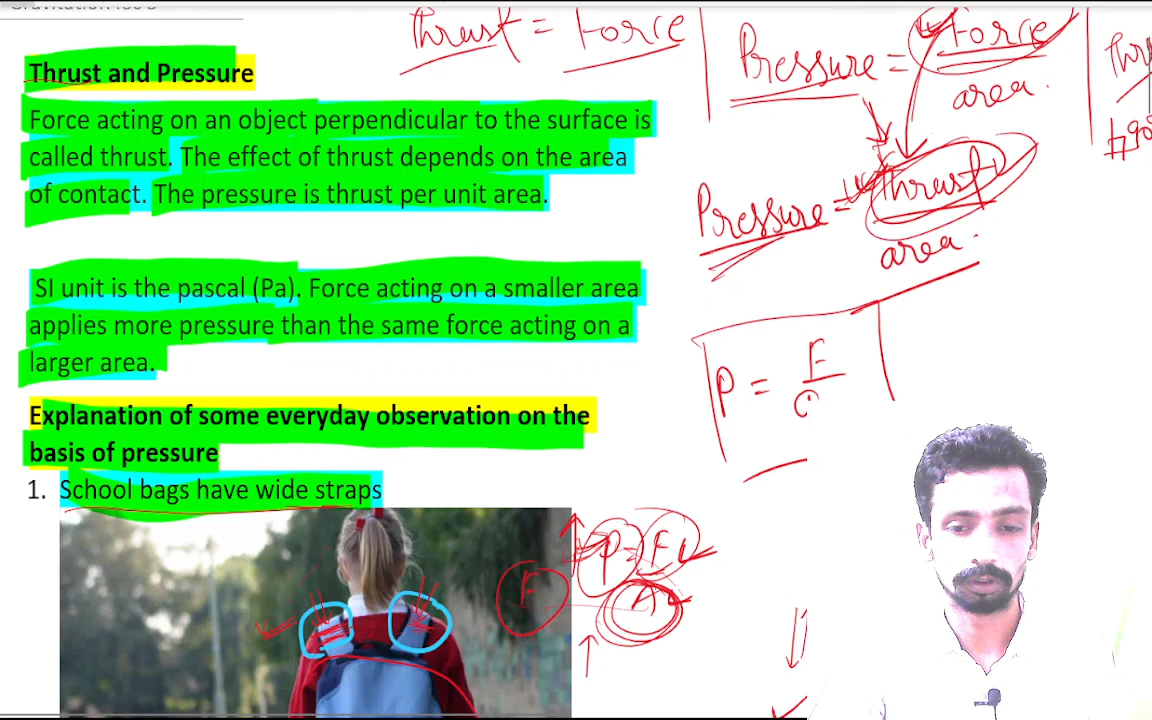 Thrust and Pressure
Force acting on an object perpendicular to the surface is
called thrust. The effect of thrust depends on the area
of contact. The pressure is thrust per unit area.
SI unit is the pascal (Pa). Force acting on a smaller area
applies more pressure than the same force acting on a
larger area.
Explanation of some everyday observation on the
basis of pressure
1. School bags have wide straps
Thrust = Force
Pressure = Force
area.
Pressure = Thrust
area.
P = F
F
P = F
A
90°